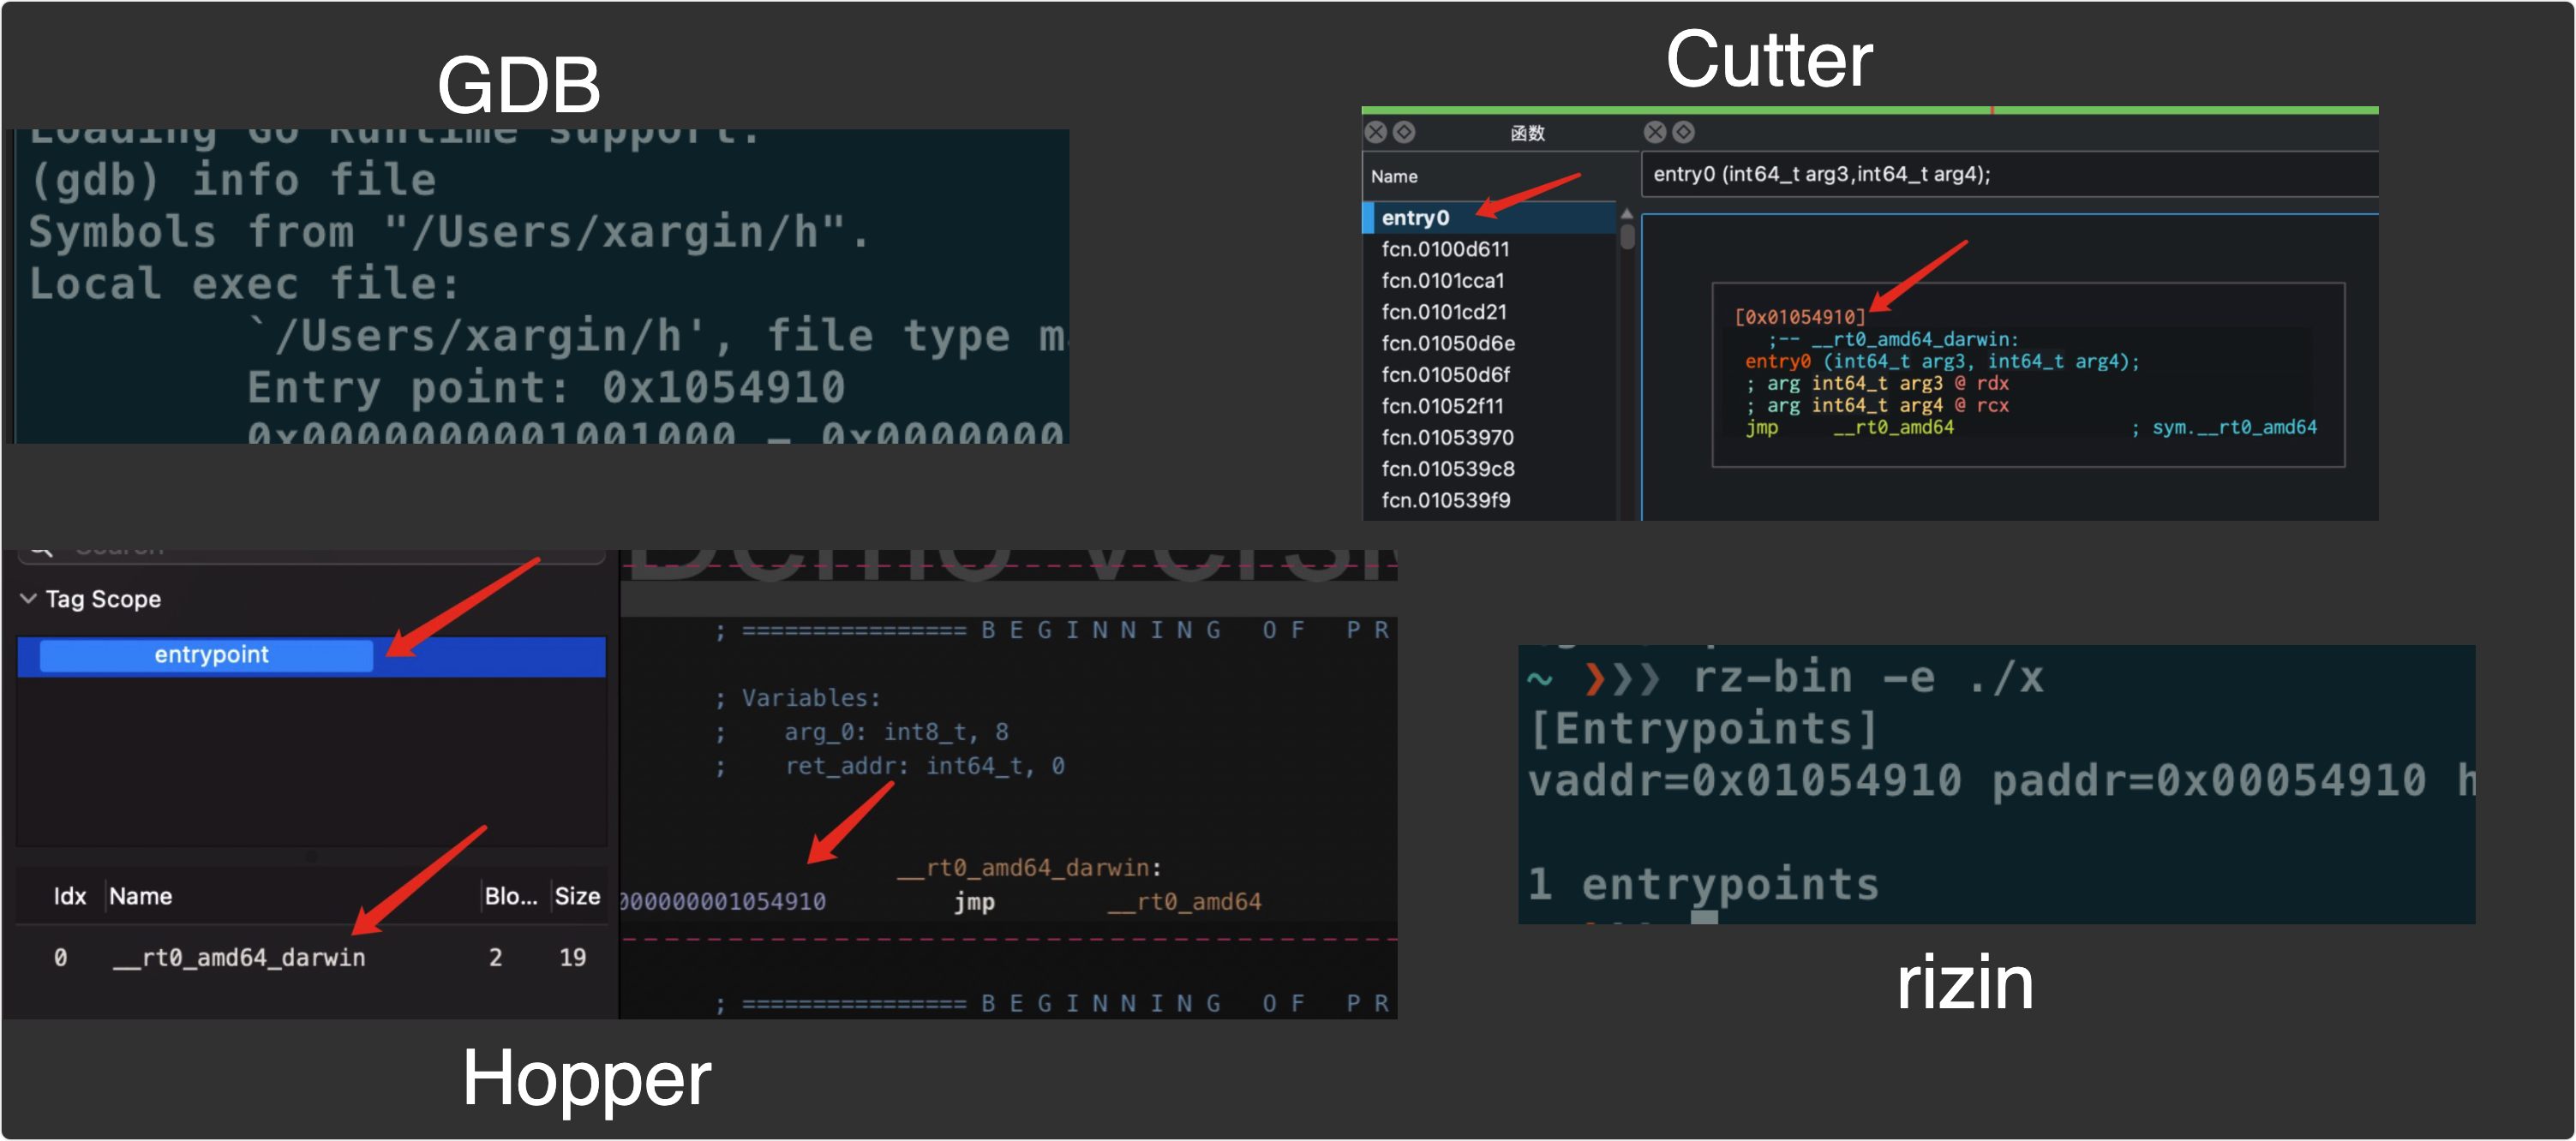 GDB
Loading Go Runtime support.
(gdb) info file
Symbols from "/Users/xargin/h".
Local exec file:
`/Users/xargin/h', file type
Entry point: 0x1054910
0x0000000001001000 - 0x0000000
Cutter
函数
Name
entry0
fcn.0100d611
fcn.0101cca1
fcn.0101cd21
fcn.01050d6e
fcn.01050d6f
fcn.01052f11
fcn.01053970
fcn.010539c8
fcn.010539f9
entry0 (int64_t arg3,int64_t arg4);
[0x01054910]
;-- __rt0_amd64_darwin:
entry0 (int64_t arg3, int64_t arg4);
; arg int64_t arg3 @ rdx
; arg int64_t arg4 @ rcx
jmp __rt0_amd64 ; sym.__rt0_amd64
Search
Tag Scope
entrypoint
Idx Name Blo... Size
0 __rt0_amd64_darwin 2 19
Demo
; ================ B E G I N N I N G   O F   P R
; Variables:
; arg_0: int8_t, 8
; ret_addr: int64_t, 0
__rt0_amd64_darwin:
000000001054910 jmp __rt0_amd64
; ================ B E G I N N I N G   O F   P R
Hopper
~ ❯❯❯ rz-bin -e ./x
[Entrypoints]
vaddr=0x01054910 paddr=0x00054910
1 entrypoints
rizin